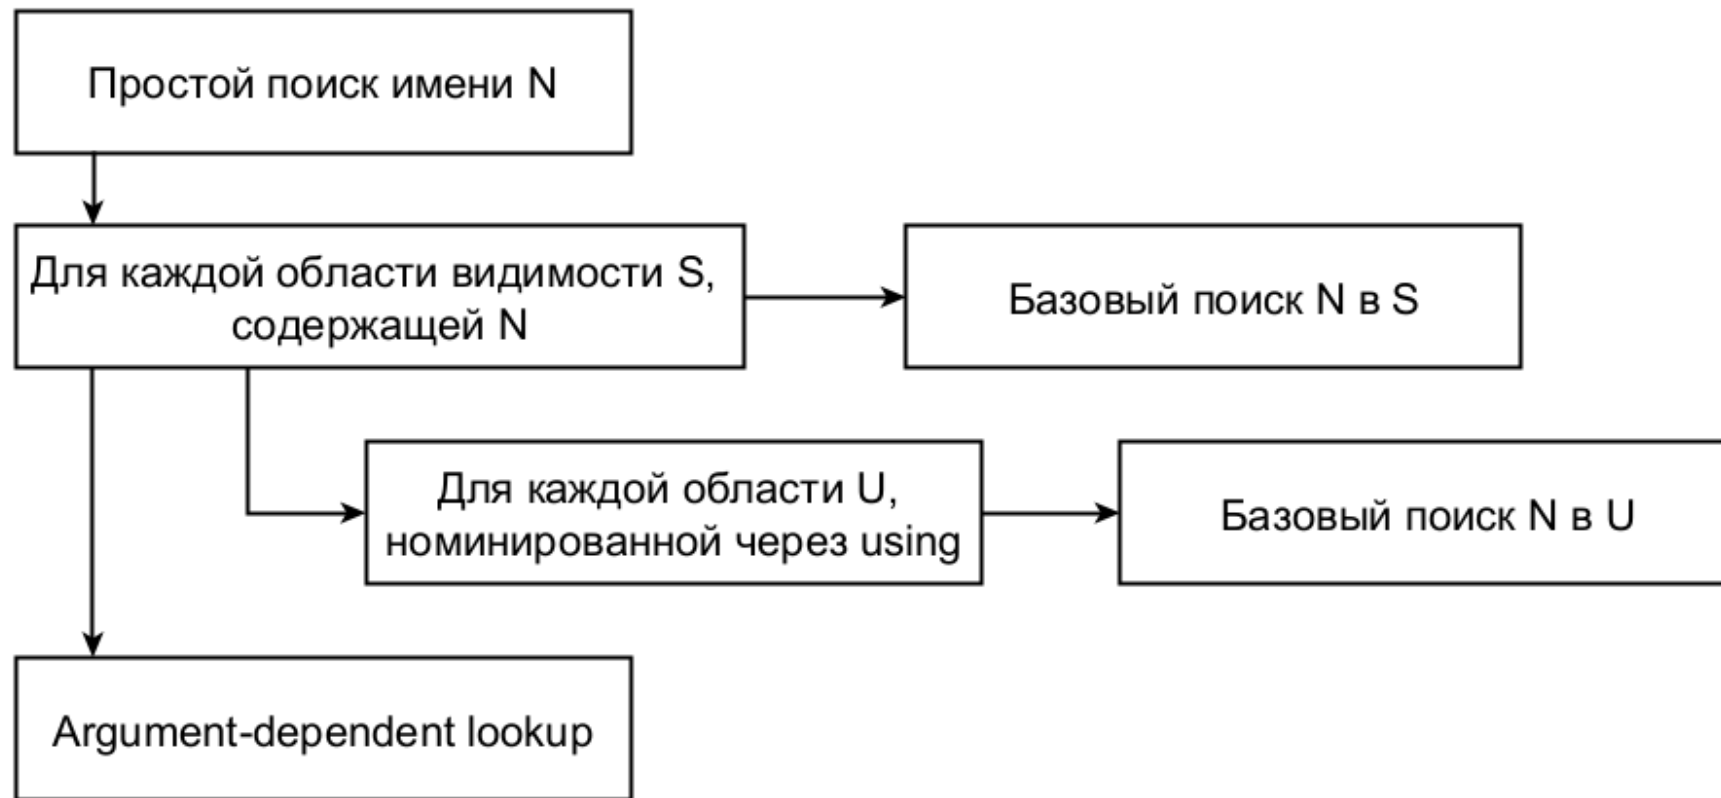 Простой поиск имени N
Для каждой области видимости S,
содержащей N
Базовый поиск N в S
Для каждой области U,
номинированной через using
Базовый поиск N в U
Argument-dependent lookup